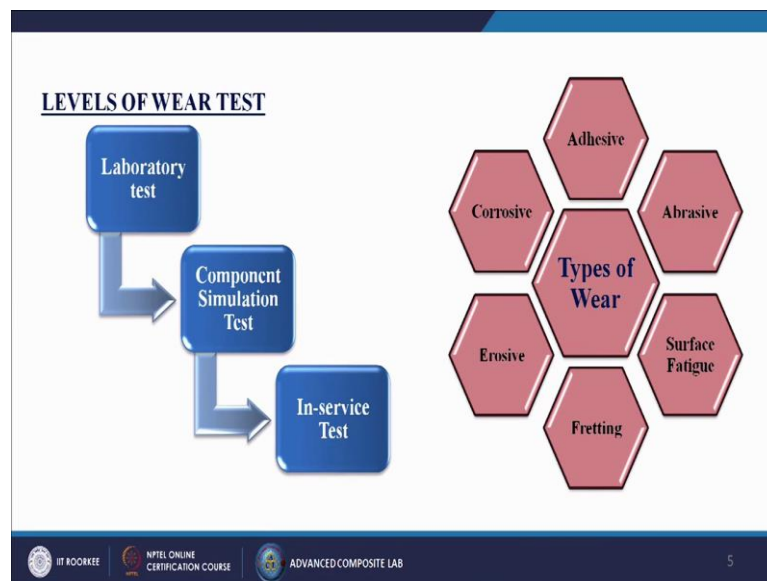 LEVELS OF WEAR TEST
Laboratory
test
Component
Simulation
Test
In-service
Test
Adhesive
Corrosive
Abrasive
Types of
Wear
Erosive
Surface
Fatigue
Fretting
IIT ROORKEE
NPTEL ONLINE
CERTIFICATION COURSE
ADVANCED COMPOSITE LAB
5